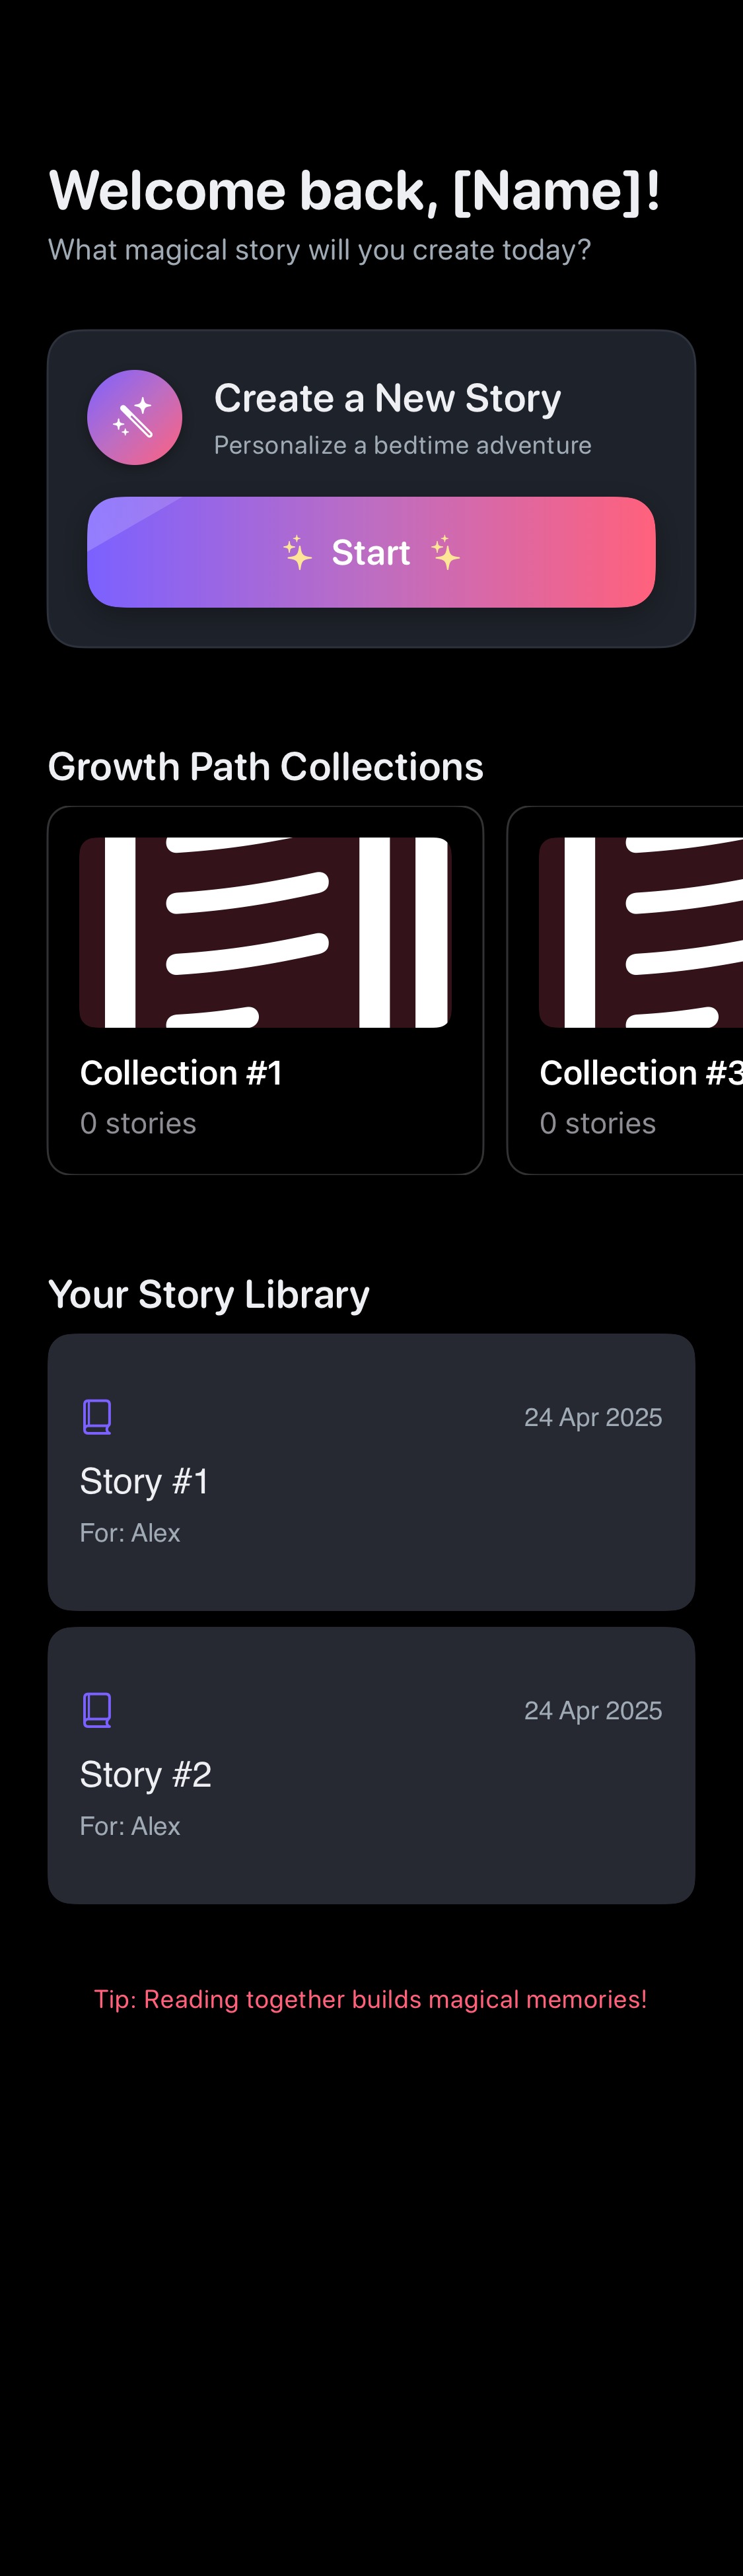 Welcome back, [Name]!
What magical story will you create today?
Create a New Story
Personalize a bedtime adventure
Start
Growth Path Collections
Collection #1
0 stories
Collection #3
0 stories
Your Story Library
24 Apr 2025
Story #1
For: Alex
24 Apr 2025
Story #2
For: Alex
Tip: Reading together builds magical memories!